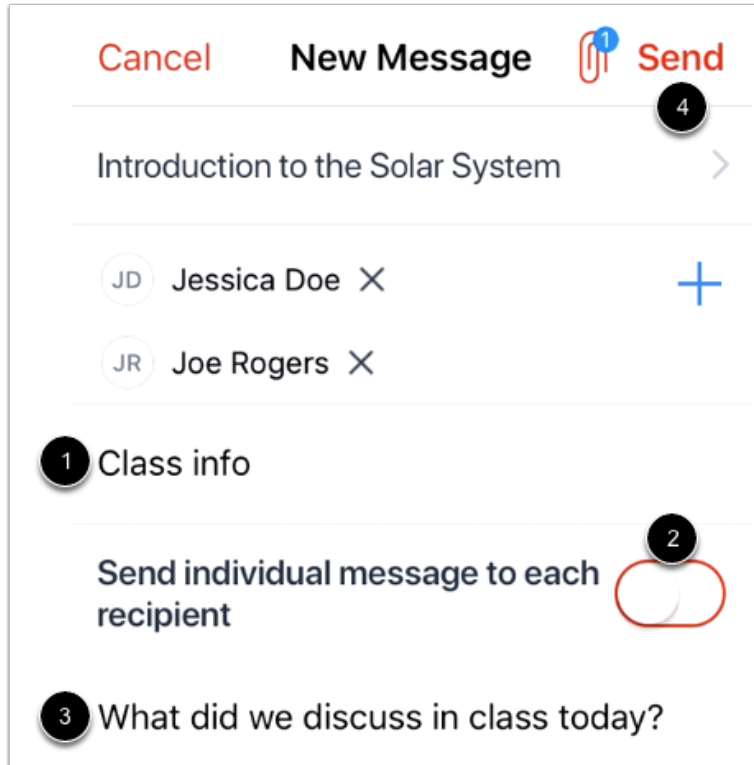 Cancel New Message 1 Send
4
Introduction to the Solar System
JD Jessica Doe
JR Joe Rogers
1 Class info
2
Send individual message to each
recipient
3 What did we discuss in class today?